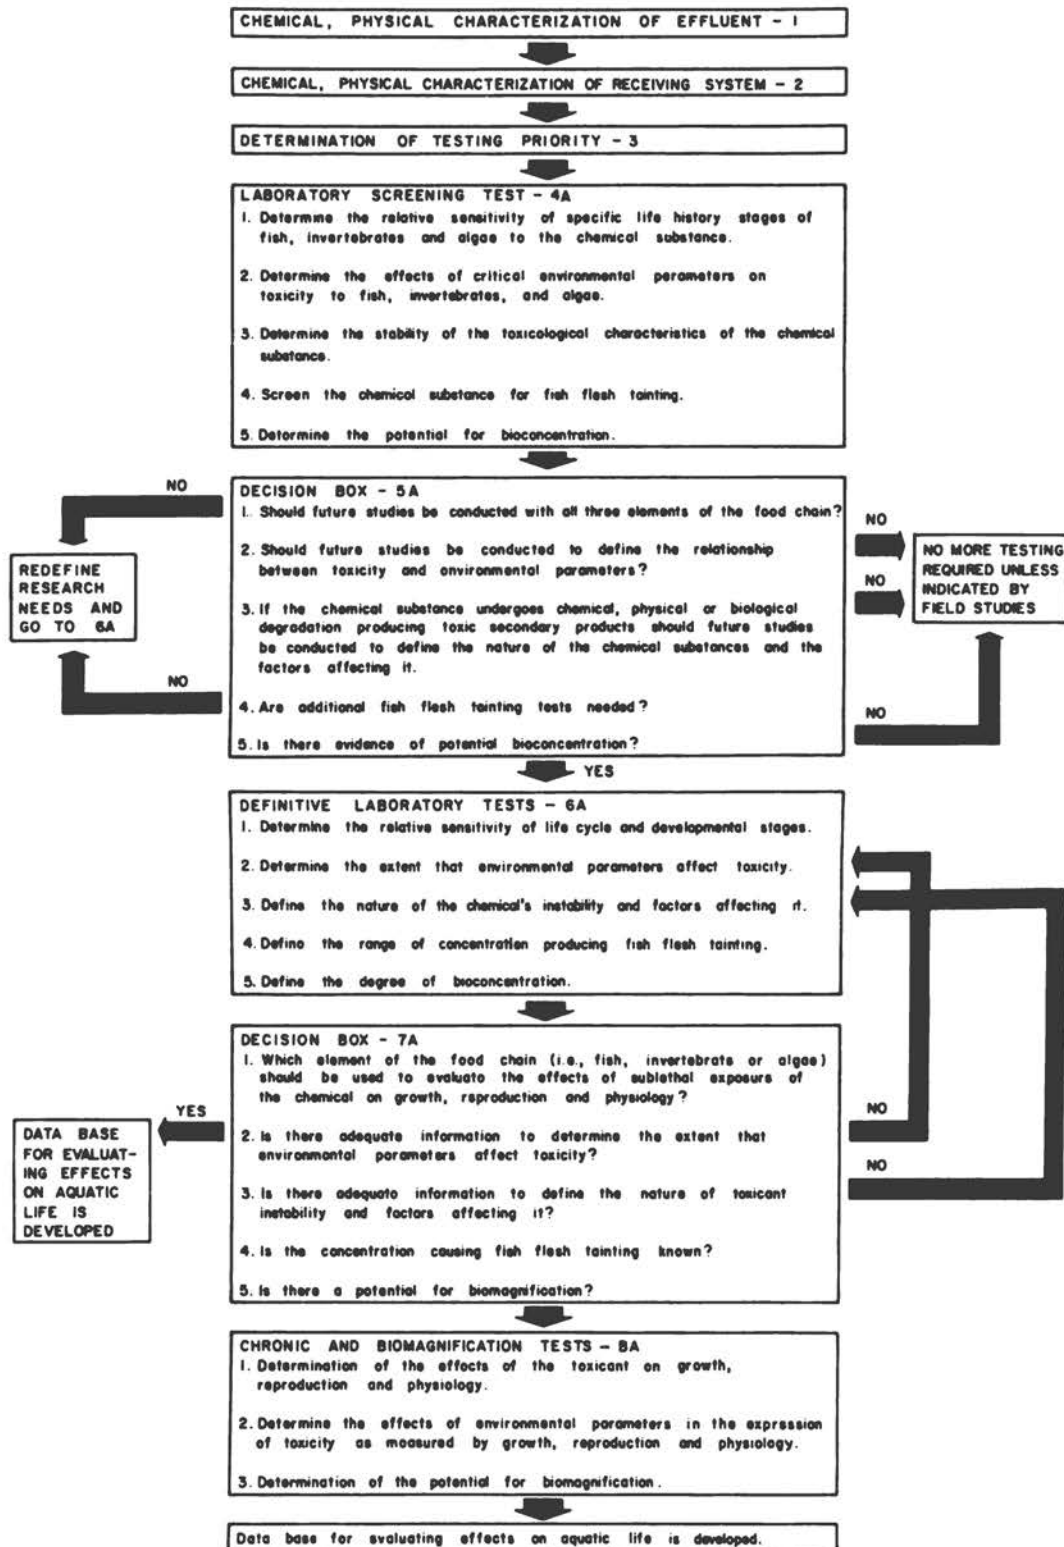 CHEMICAL, PHYSICAL CHARACTERIZATION OF EFFLUENT - 1
CHEMICAL, PHYSICAL CHARACTERIZATION OF RECEIVING SYSTEM - 2
DETERMINATION OF TESTING PRIORITY - 3
LABORATORY SCREENING TEST - 4A
1. Determine the relative sensitivity of specific life history stages of
fish, invertebrates and algae to the chemical substance.
2. Determine the effects of critical environmental parameters on
toxicity to fish, invertebrates, and algae.
3. Determine the stability of the toxicological characteristics of the chemical
substance.
4. Screen the chemical substance for fish flesh tainting.
5. Determine the potential for bioconcentration.
NO
DECISION BOX - 5A
1. Should future studies be conducted with all three elements of the food chain?
2. Should future studies be conducted to define the relationship
between toxicity and environmental parameters?
3. If the chemical substance undergoes chemical, physical or biological
degradation producing toxic secondary products should future studies
be conducted to define the nature of the chemical substances and the
factors affecting it.
4. Are additional fish flesh tainting tests needed?
5. Is there evidence of potential bioconcentration?
REDEFINE
RESEARCH
NEEDS AND
GO TO 6A
NO
NO
NO
NO
NO MORE TESTING
REQUIRED UNLESS
INDICATED BY
FIELD STUDIES
YES
DEFINITIVE LABORATORY TESTS - 6A
1. Determine the relative sensitivity of life cycle and developmental stages.
2. Determine the extent that environmental parameters affect toxicity.
3. Define the nature of the chemical's instability and factors affecting it.
4. Define the range of concentration producing fish flesh tainting.
5. Define the degree of bioconcentration.
DECISION BOX - 7A
1. Which element of the food chain (i.e., fish, invertebrats or algae)
should be used to evaluate the effects of sublethal exposure of
the chemical on growth, reproduction and physiology?
2. Is there adequate information to determine the extent that
environmental parameters affect toxicity?
3. Is there adequate information to define the nature of toxicant
instability and factors affecting it?
4. Is the concentration causing fish flesh tainting known?
5. Is there a potential for biomagnification?
YES
DATA BASE
FOR EVALUAT-
ING EFFECTS
ON AQUATIC
LIFE IS
DEVELOPED
NO
NO
CHRONIC AND BIOMAGNIFICATION TESTS - 8A
1. Determination of the effects of the toxicant on growth,
reproduction and physiology.
2. Determine the effects of environmental parameters in the expression
of toxicity as measured by growth, reproduction and physiology.
3. Determination of the potential for biomagnification.
Data base for evaluating effects on aquatic life is developed.